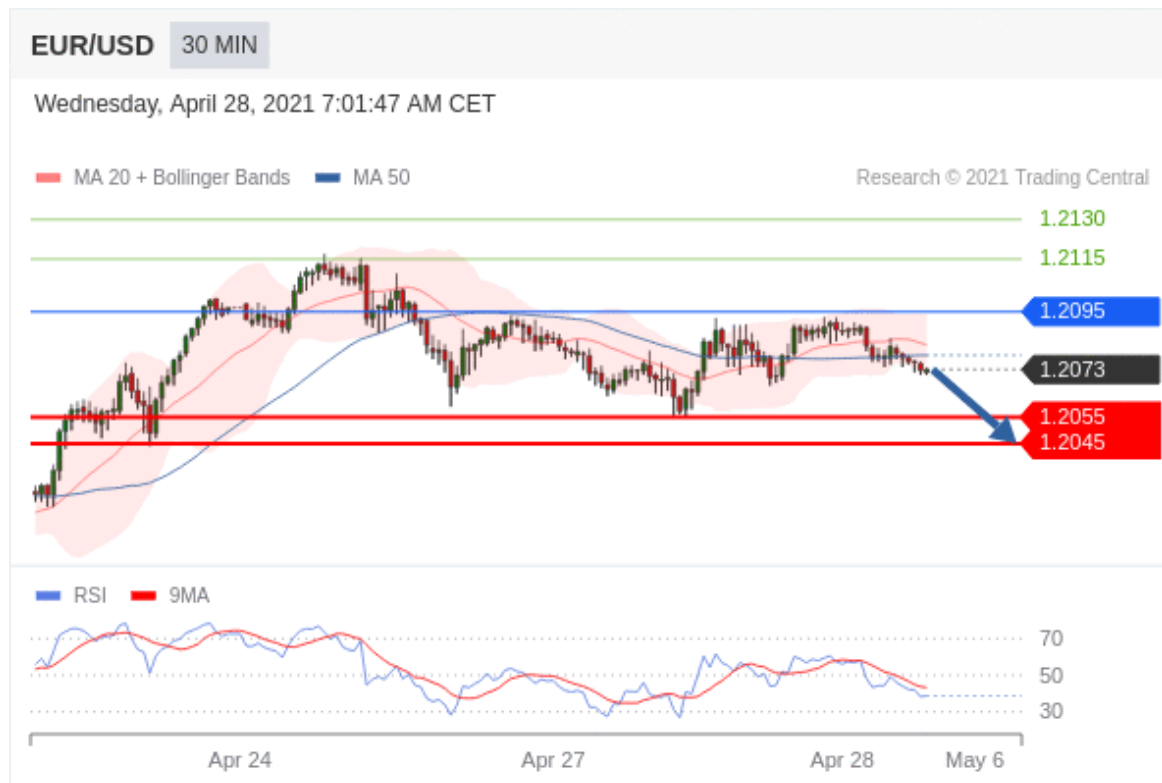 EUR/USD 30 MIN
Wednesday, April 28, 2021 7:01:47 AM CET
MA 20 + Bollinger Bands MA 50 Research © 2021 Trading Central
1.2130
1.2115
1.2095
1.2073
1.2055
1.2045
RSI 9MA
70
50
30
Apr 24 Apr 27 Apr 28 May 6